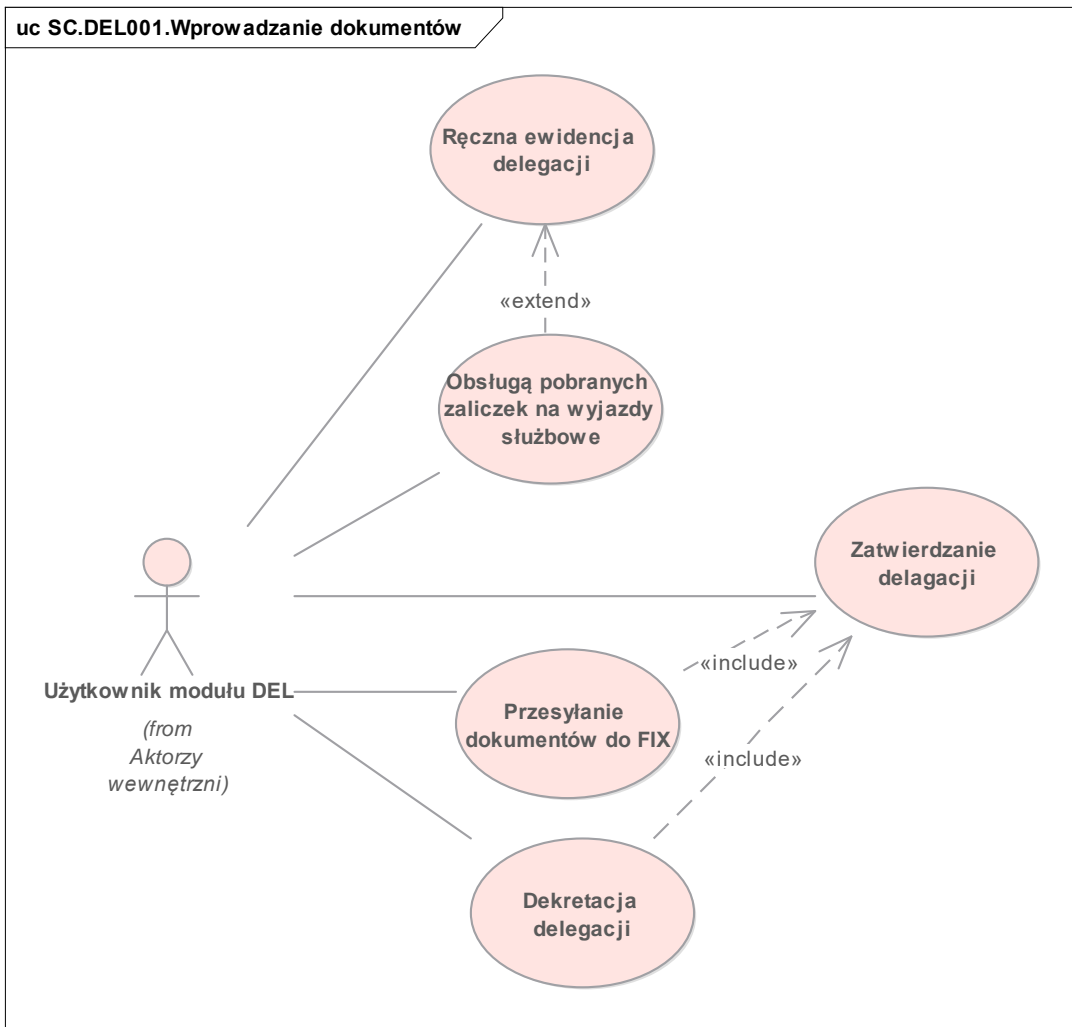 uc SC.DEL001.Wprowadzanie dokumentów
Ręczna ewidencja
delegacji
«extend»
Obsługą pobranych
zaliczek na wyjazdy
służbowe
Zatwierdzanie
delagacji
«include»
Użytkownik modułu DEL
(from
Aktorzy
wewnętrzni)
Przesyłanie
dokumentów do FIX
«include»
Dekretacja
delegacji